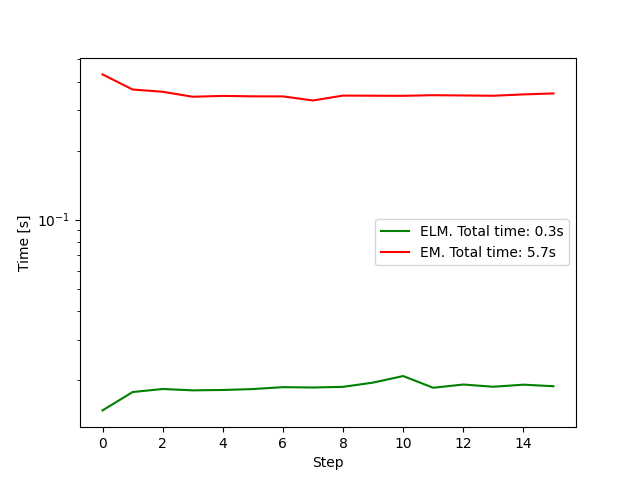 10⁻¹
Time [s]
ELM. Total time: 0.3s
EM. Total time: 5.7s
0 2 4 6 8 10 12 14
Step